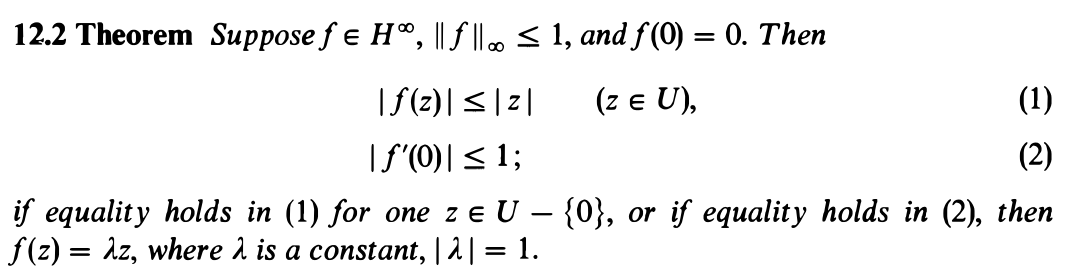 12.2 Theorem Suppose f ∈ H^∞, ‖f‖_∞ ≤ 1, and f(0) = 0. Then
|f(z)| ≤ |z| (z ∈ U), (1)
|f′(0)| ≤ 1; (2)
if equality holds in (1) for one z ∈ U − {0}, or if equality holds in (2), then
f(z) = λz, where λ is a constant, |λ| = 1.